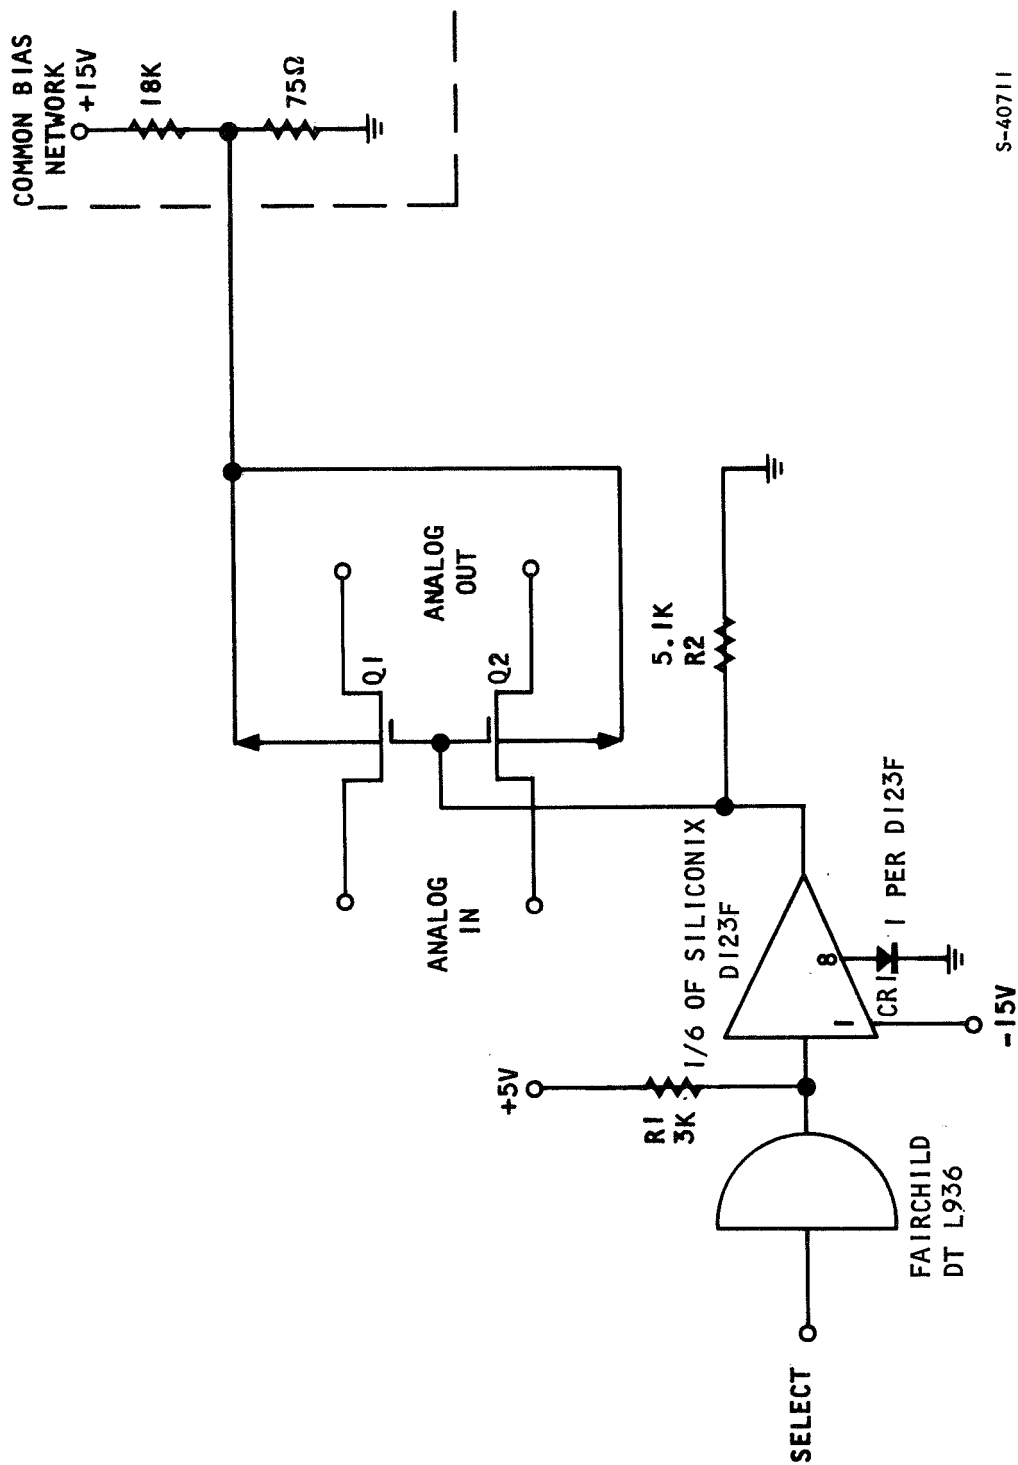 COMMON BIAS
NETWORK
+15V
18K
75Ω
Q1
ANALOG
OUT
Q2
ANALOG
IN
5.1K
R2
+5V
R1
3K
1/6 OF SILICONIX
D123F
8
1
CR1
1 PER D123F
-15V
SELECT
FAIRCHILD
DT L936
S-40711